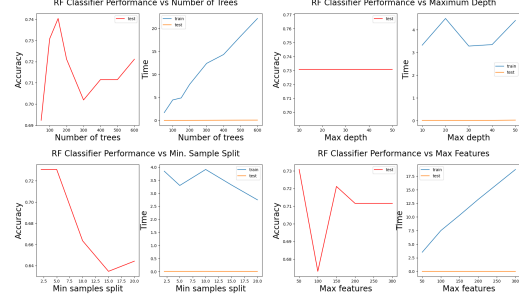 RF Classifier Performance vs Number of Trees
RF Classifier Performance vs Maximum Depth
0.74
0.73
0.72
0.71
0.70
0.69
Accuracy
100 200 300 400 500 600
Number of trees
test
20
15
10
5
0
Time
100 200 300 400 500 600
Number of trees
train
test
0.77
0.76
0.75
0.74
0.73
0.72
0.71
0.70
Accuracy
10 20 30 40 50
Max depth
test
4
3
2
1
0
Time
10 20 30 40 50
Max depth
train
test
RF Classifier Performance vs Min. Sample Split
RF Classifier Performance vs Max Features
0.72
0.70
0.68
0.66
0.64
Accuracy
2.5 5.0 7.5 10.0 12.5 15.0 17.5 20.0
Min samples split
test
4.0
3.5
3.0
2.5
2.0
1.5
1.0
0.5
0.0
Time
2.5 5.0 7.5 10.0 12.5 15.0 17.5 20.0
Min samples split
train
test
0.73
0.72
0.71
0.70
0.69
0.68
Accuracy
50 100 150 200 250 300
Max features
test
17.5
15.0
12.5
10.0
7.5
5.0
2.5
0.0
Time
50 100 150 200 250 300
Max features
train
test